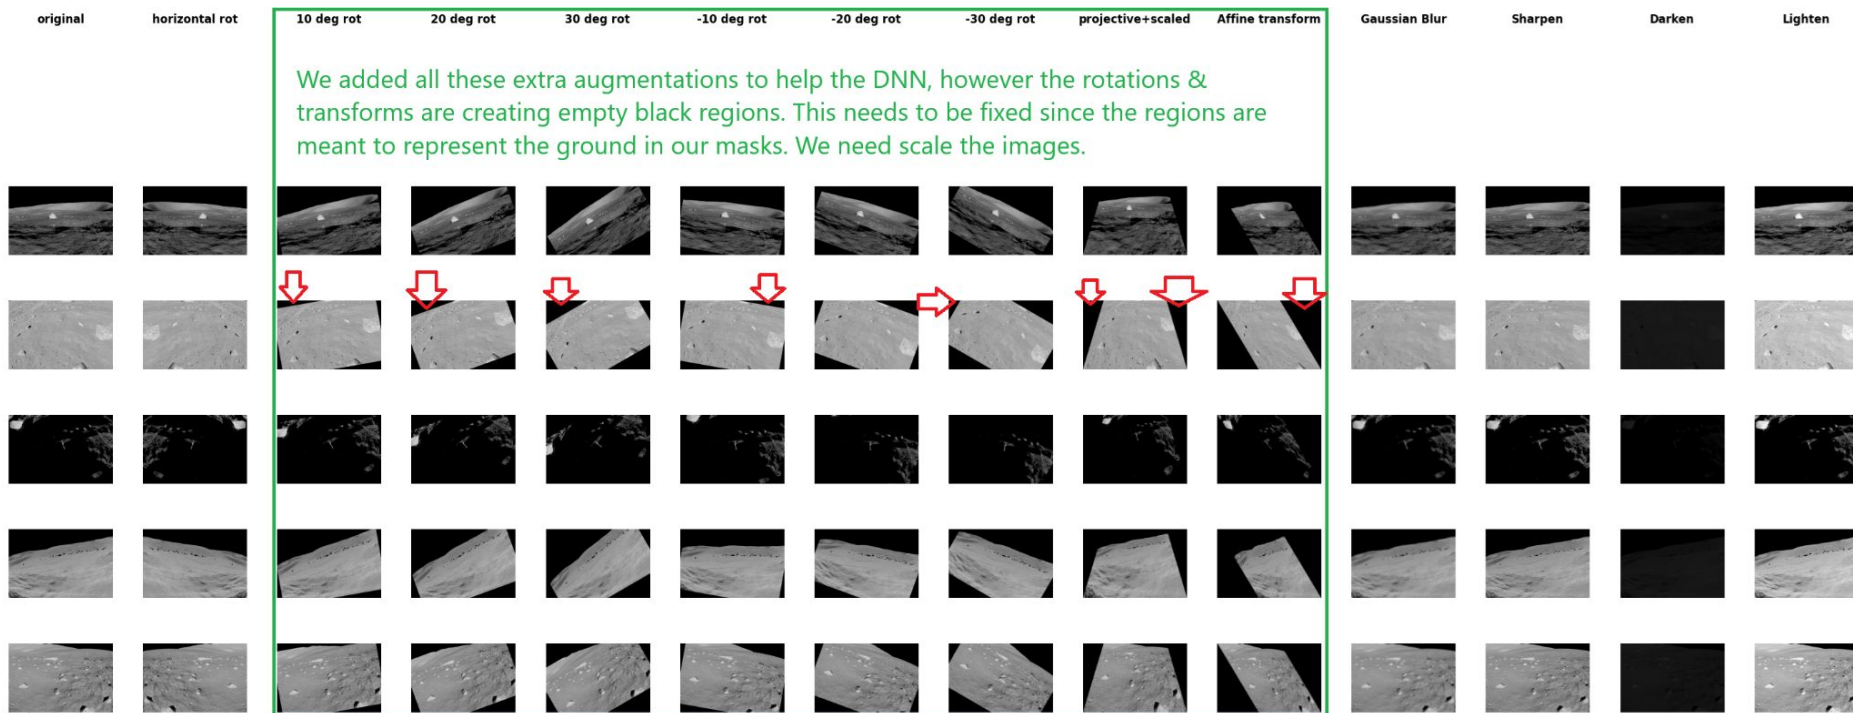 original horizontal rot 10 deg rot 20 deg rot 30 deg rot -10 deg rot -20 deg rot -30 deg rot projective+scaled Affine transform Gaussian Blur Sharpen Darken Lighten
We added all these extra augmentations to help the DNN, however the rotations &
transforms are creating empty black regions. This needs to be fixed since the regions are
meant to represent the ground in our masks. We need scale the images.